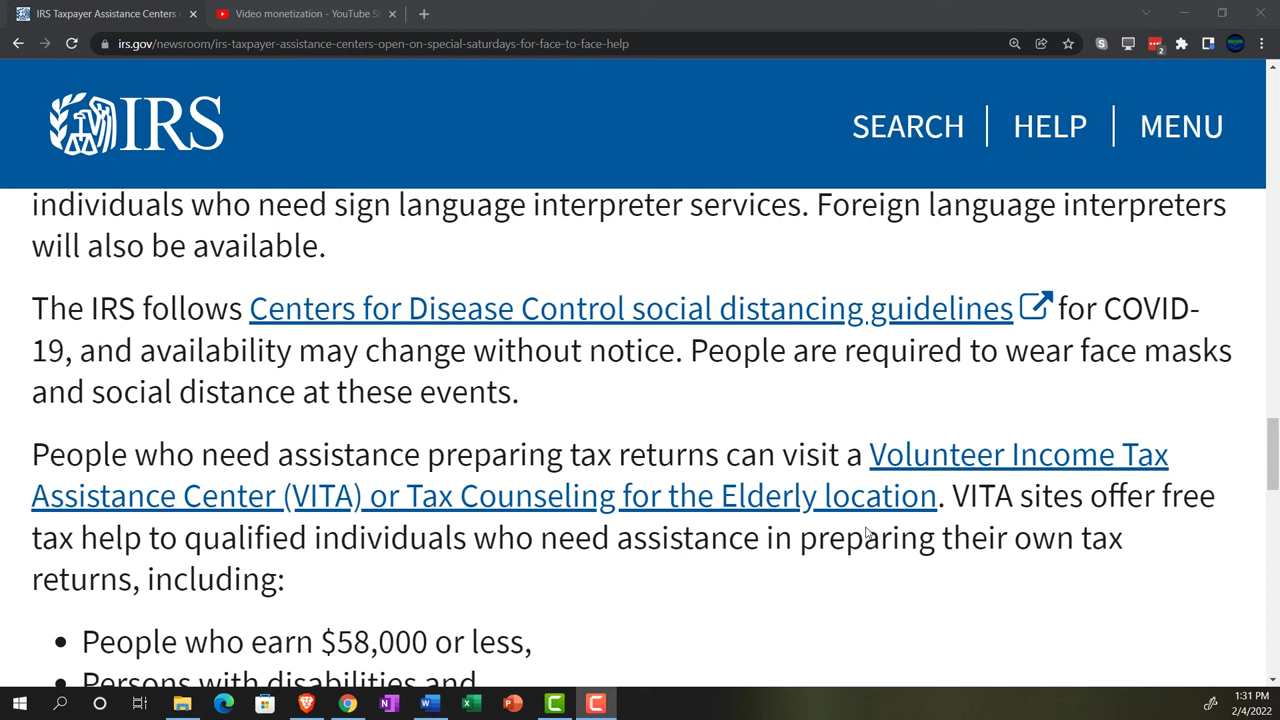 IRS Taxpayer Assistance Centers
Video monetization - YouTube S
irs.gov/newsroom/irs-taxpayer-assistance-centers-open-on-special-saturdays-for-face-to-face-help
2
IRS
SEARCH
HELP
MENU
individuals who need sign language interpreter services. Foreign language interpreters
will also be available.
The IRS follows Centers for Disease Control social distancing guidelines for COVID-
19, and availability may change without notice. People are required to wear face masks
and social distance at these events.
People who need assistance preparing tax returns can visit a Volunteer Income Tax
Assistance Center (VITA) or Tax Counseling for the Elderly location. VITA sites offer free
tax help to qualified individuals who need assistance in preparing their own tax
returns, including:
• People who earn $58,000 or less,
• Persons with disabilities and
1:31 PM
2/4/2022